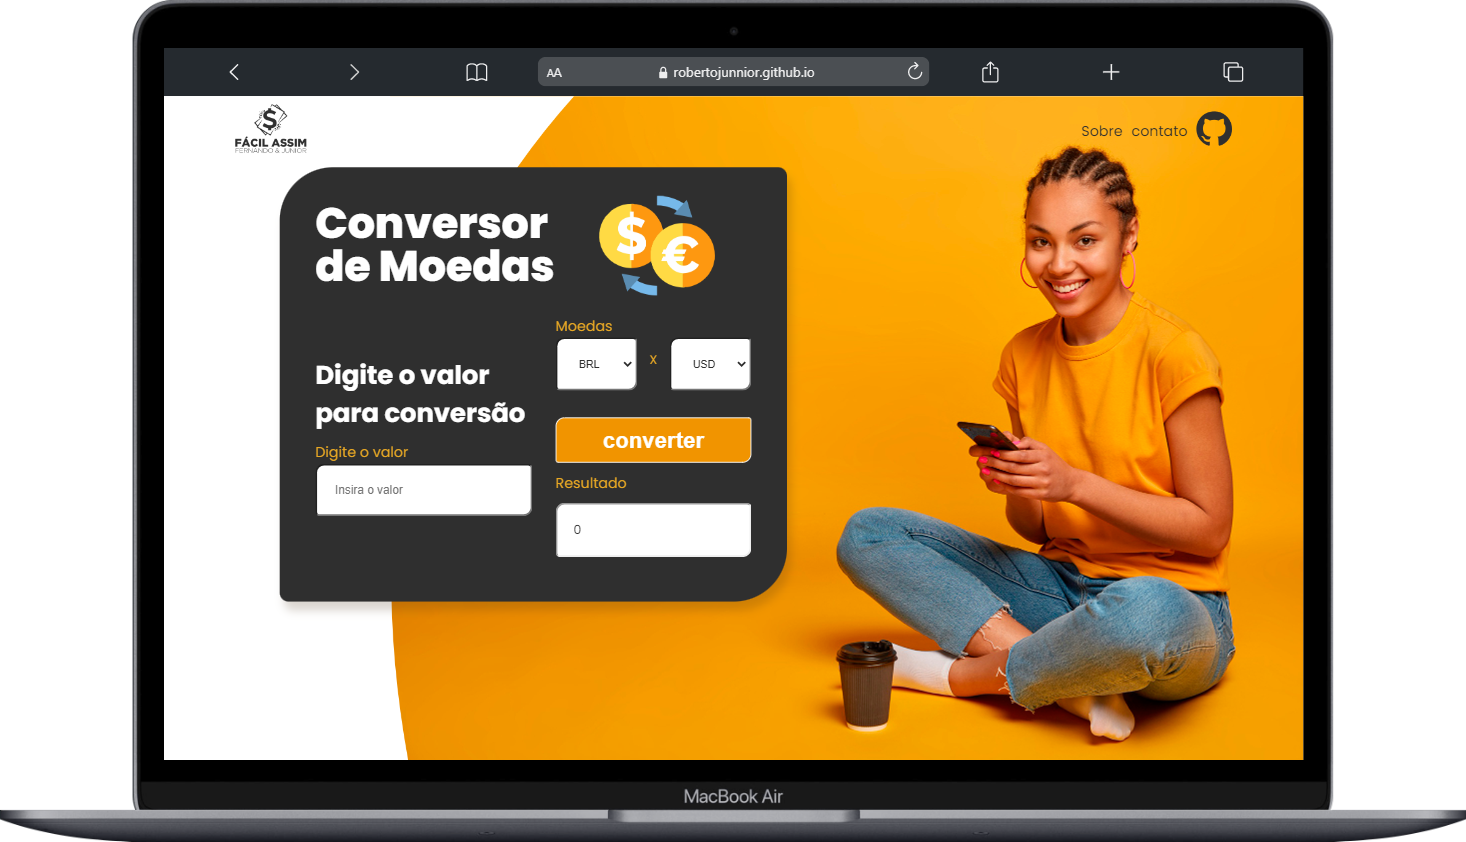 AA
robertojunnior.github.io
FÁCIL ASSIM
FERNANDO & JUNIOR
Sobre contato
Conversor
de Moedas
$
€
Moedas
BRL x USD
Digite o valor
para conversão
converter
Digite o valor
Insira o valor
Resultado
0
MacBook Air